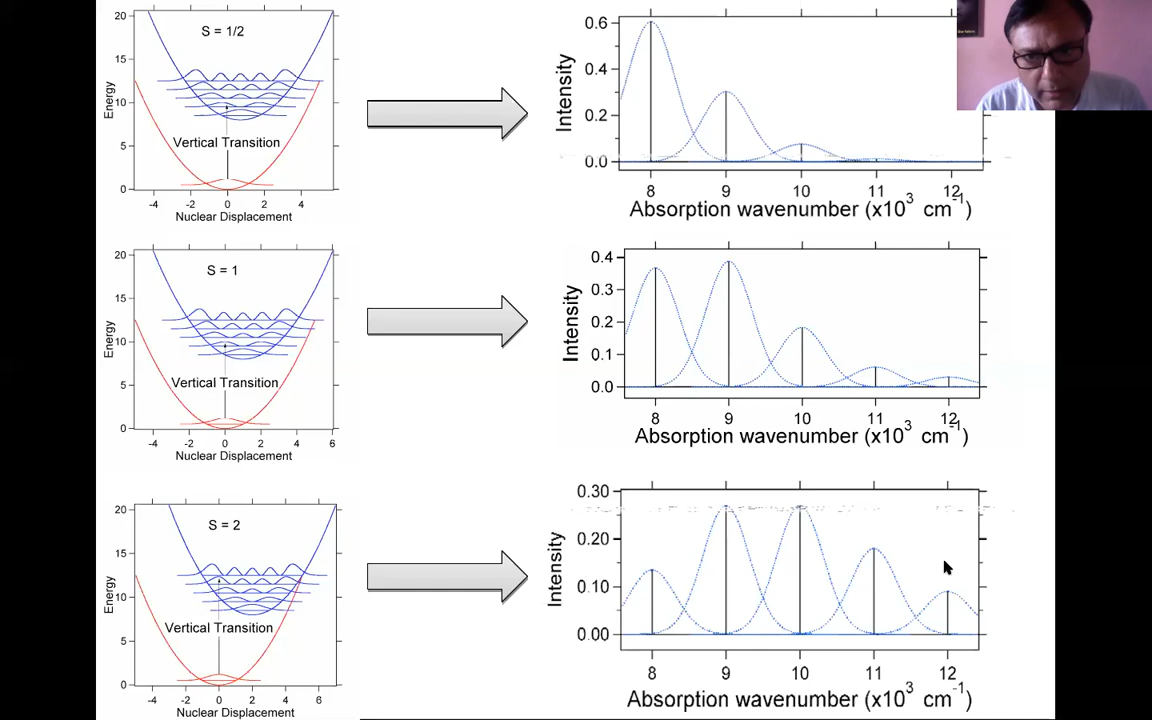 20
S = 1/2
15
Energy
10
Vertical Transition
5
0
-4 -2 0 2 4
Nuclear Displacement
0.6
0.4
Intensity
0.2
0.0
8 9 10 11 12
Absorption wavenumber (x10³ cm⁻¹)
20
S = 1
15
Energy
10
Vertical Transition
5
0
-4 -2 0 2 4 6
Nuclear Displacement
0.4
0.3
Intensity
0.2
0.1
0.0
8 9 10 11 12
Absorption wavenumber (x10³ cm⁻¹)
20
S = 2
15
Energy
10
Vertical Transition
5
0
-4 -2 0 2 4 6
Nuclear Displacement
0.30
0.20
Intensity
0.10
0.00
8 9 10 11 12
Absorption wavenumber (x10³ cm⁻¹)